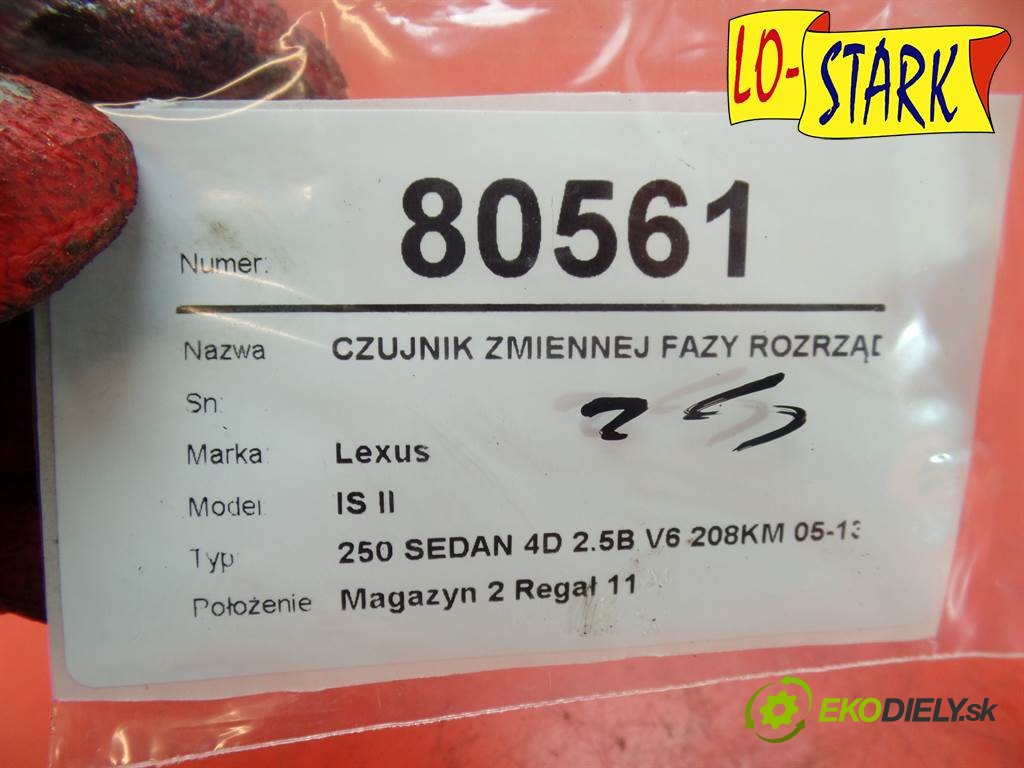 LO-STARK
Numer: 80561
Nazwa CZUJNIK ZMIENNEJ FAZY ROZRZĄD
Sn:
Marka: Lexus
Model IS II
Typ: 250 SEDAN 4D 2.5B V6 208KM 05-13
Położenie Magazyn 2 Regał 11
EKODIELY.sk